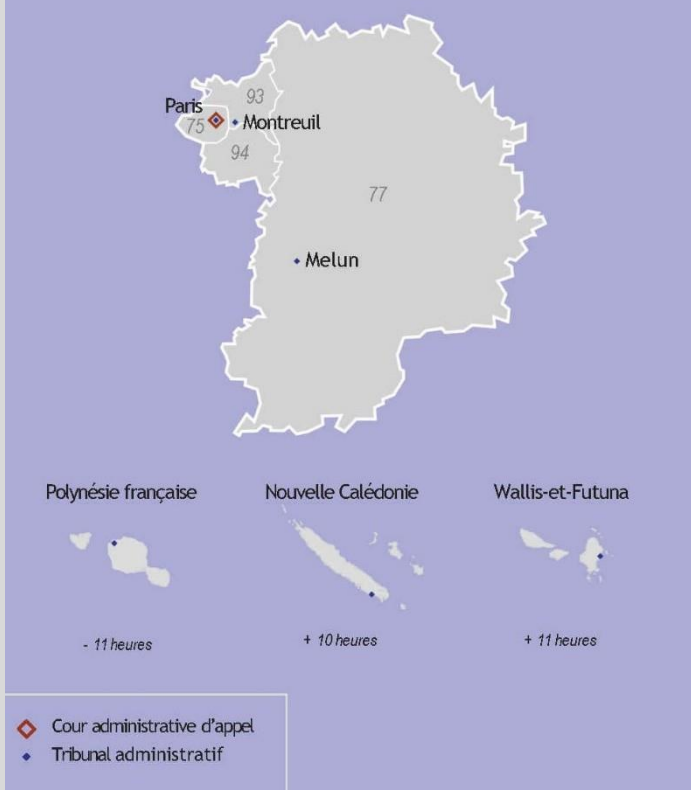 93
Paris
75
Montreuil
94
77
Melun
Polynésie française
Nouvelle Calédonie
Wallis-et-Futuna
- 11 heures
+ 10 heures
+ 11 heures
Cour administrative d'appel
Tribunal administratif